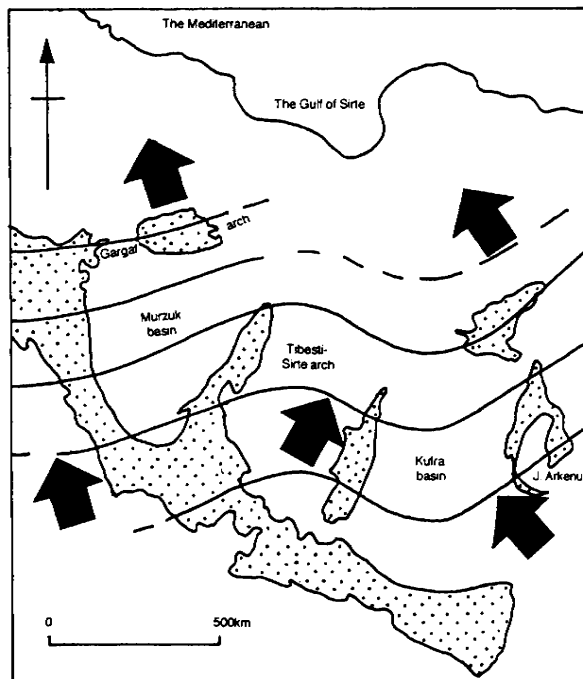 The Mediterranean
The Gulf of Sirte
Gargaf arch
Murzuk
basin
Tibesti-
Sirte arch
Kufra
basin
J. Arkenu
0 500km